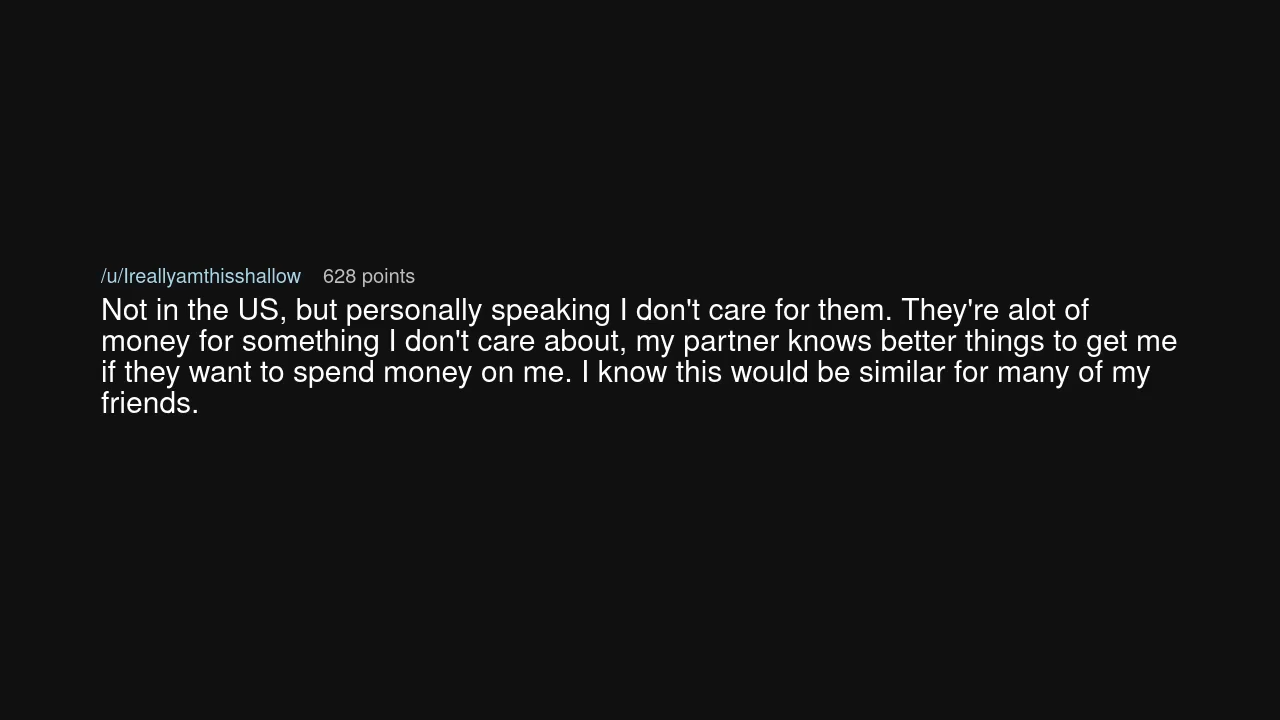 /u/Ireallyamthisshallow 628 points
Not in the US, but personally speaking I don't care for them. They're alot of
money for something I don't care about, my partner knows better things to get me
if they want to spend money on me. I know this would be similar for many of my
friends.